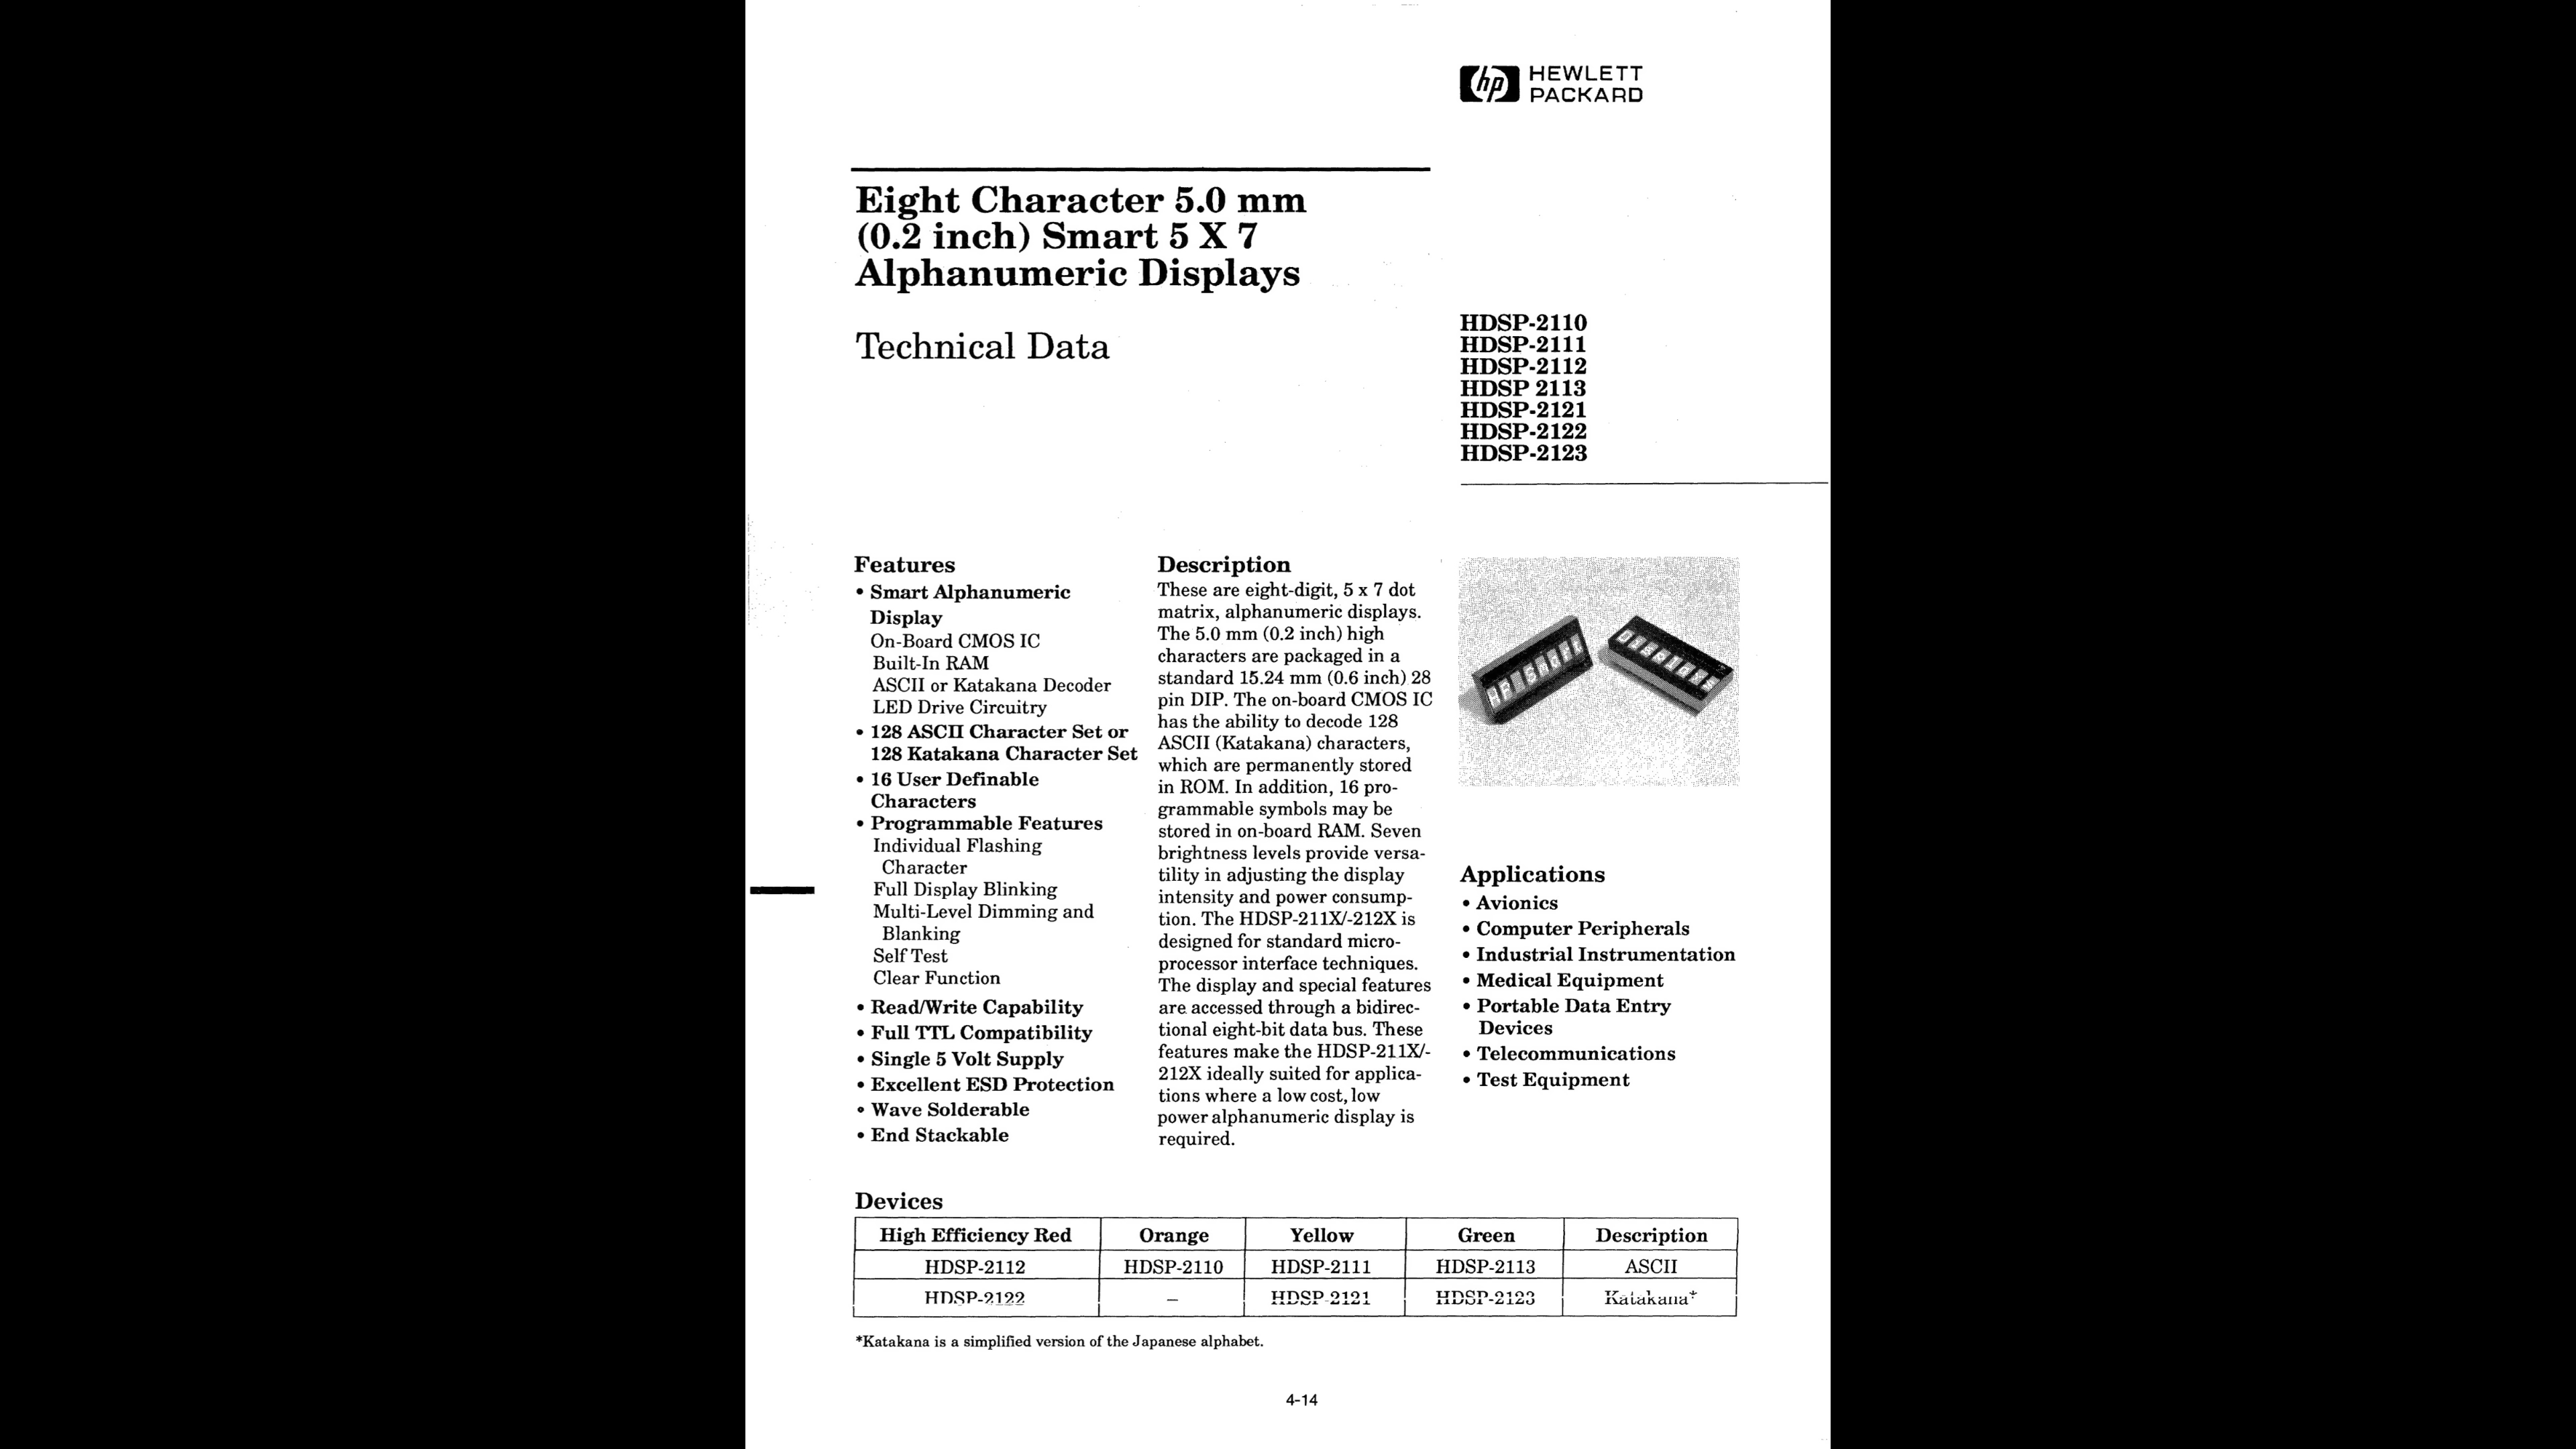 hp HEWLETT
PACKARD
Eight Character 5.0 mm
(0.2 inch) Smart 5 X 7
Alphanumeric Displays
Technical Data
HDSP-2110
HDSP-2111
HDSP-2112
HDSP 2113
HDSP-2121
HDSP-2122
HDSP-2123
Features
• Smart Alphanumeric
Display
On-Board CMOS IC
Built-In RAM
ASCII or Katakana Decoder
LED Drive Circuitry
• 128 ASCII Character Set or
128 Katakana Character Set
• 16 User Definable
Characters
• Programmable Features
Individual Flashing
Character
Full Display Blinking
Multi-Level Dimming and
Blanking
Self Test
Clear Function
• Read/Write Capability
• Full TTL Compatibility
• Single 5 Volt Supply
• Excellent ESD Protection
• Wave Solderable
• End Stackable
Description
These are eight-digit, 5 x 7 dot
matrix, alphanumeric displays.
The 5.0 mm (0.2 inch) high
characters are packaged in a
standard 15.24 mm (0.6 inch) 28
pin DIP. The on-board CMOS IC
has the ability to decode 128
ASCII (Katakana) characters,
which are permanently stored
in ROM. In addition, 16 pro-
grammable symbols may be
stored in on-board RAM. Seven
brightness levels provide versa-
tility in adjusting the display
intensity and power consump-
tion. The HDSP-211X/-212X is
designed for standard micro-
processor interface techniques.
The display and special features
are accessed through a bidirec-
tional eight-bit data bus. These
features make the HDSP-211X/-
212X ideally suited for applica-
tions where a low cost, low
power alphanumeric display is
required.
Applications
• Avionics
• Computer Peripherals
• Industrial Instrumentation
• Medical Equipment
• Portable Data Entry
Devices
• Telecommunications
• Test Equipment
Devices
High Efficiency Red Orange Yellow Green Description
HDSP-2112 HDSP-2110 HDSP-2111 HDSP-2113 ASCII
HDSP-2122 – HDSP-2121 HDSP-2123 Katakana*
*Katakana is a simplified version of the Japanese alphabet.
4-14